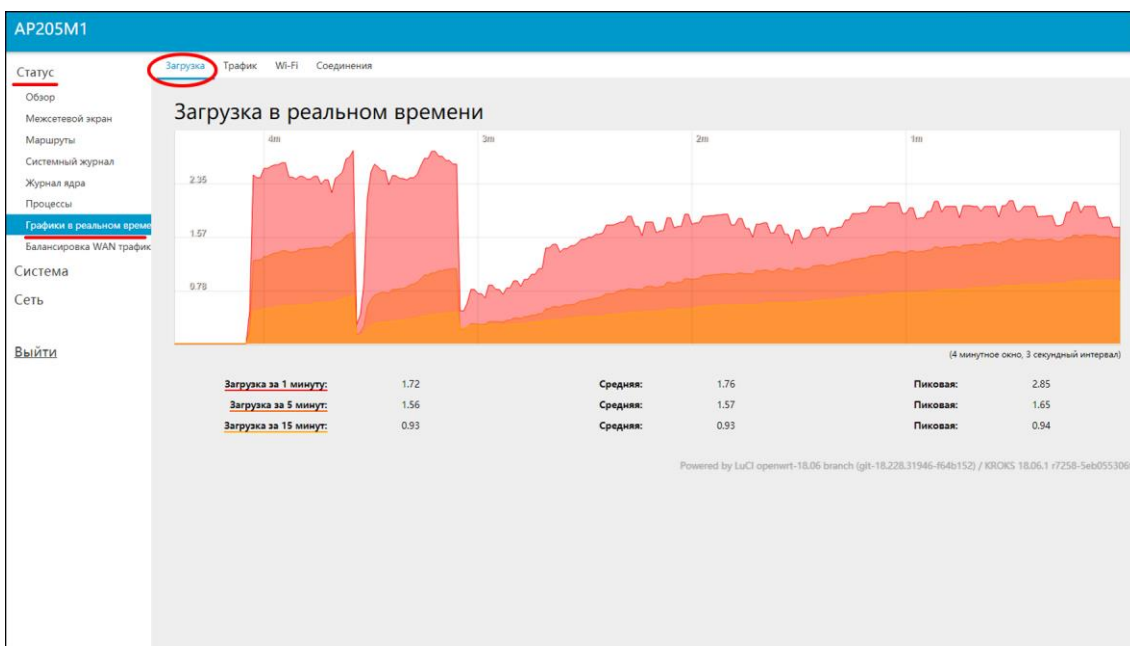 AP205M1
Статус
Обзор
Межсетевой экран
Маршруты
Системный журнал
Журнал ядра
Процессы
Графики в реальном време
Балансировка WAN трафик
Система
Сеть
Выйти
Загрузка Трафик Wi-Fi Соединения
Загрузка в реальном времени
4m 3m 2m 1m
2.35
1.57
0.78
(4 минутное окно, 3 секундный интервал)
Загрузка за 1 минуту: 1.72 Средняя: 1.76 Пиковая: 2.85
Загрузка за 5 минут: 1.56 Средняя: 1.57 Пиковая: 1.65
Загрузка за 15 минут: 0.93 Средняя: 0.93 Пиковая: 0.94
Powered by LuCI openwrt-18.06 branch (git-18.228.31946-f64b152) / KROKS 18.06.1 r7258-5eb055306